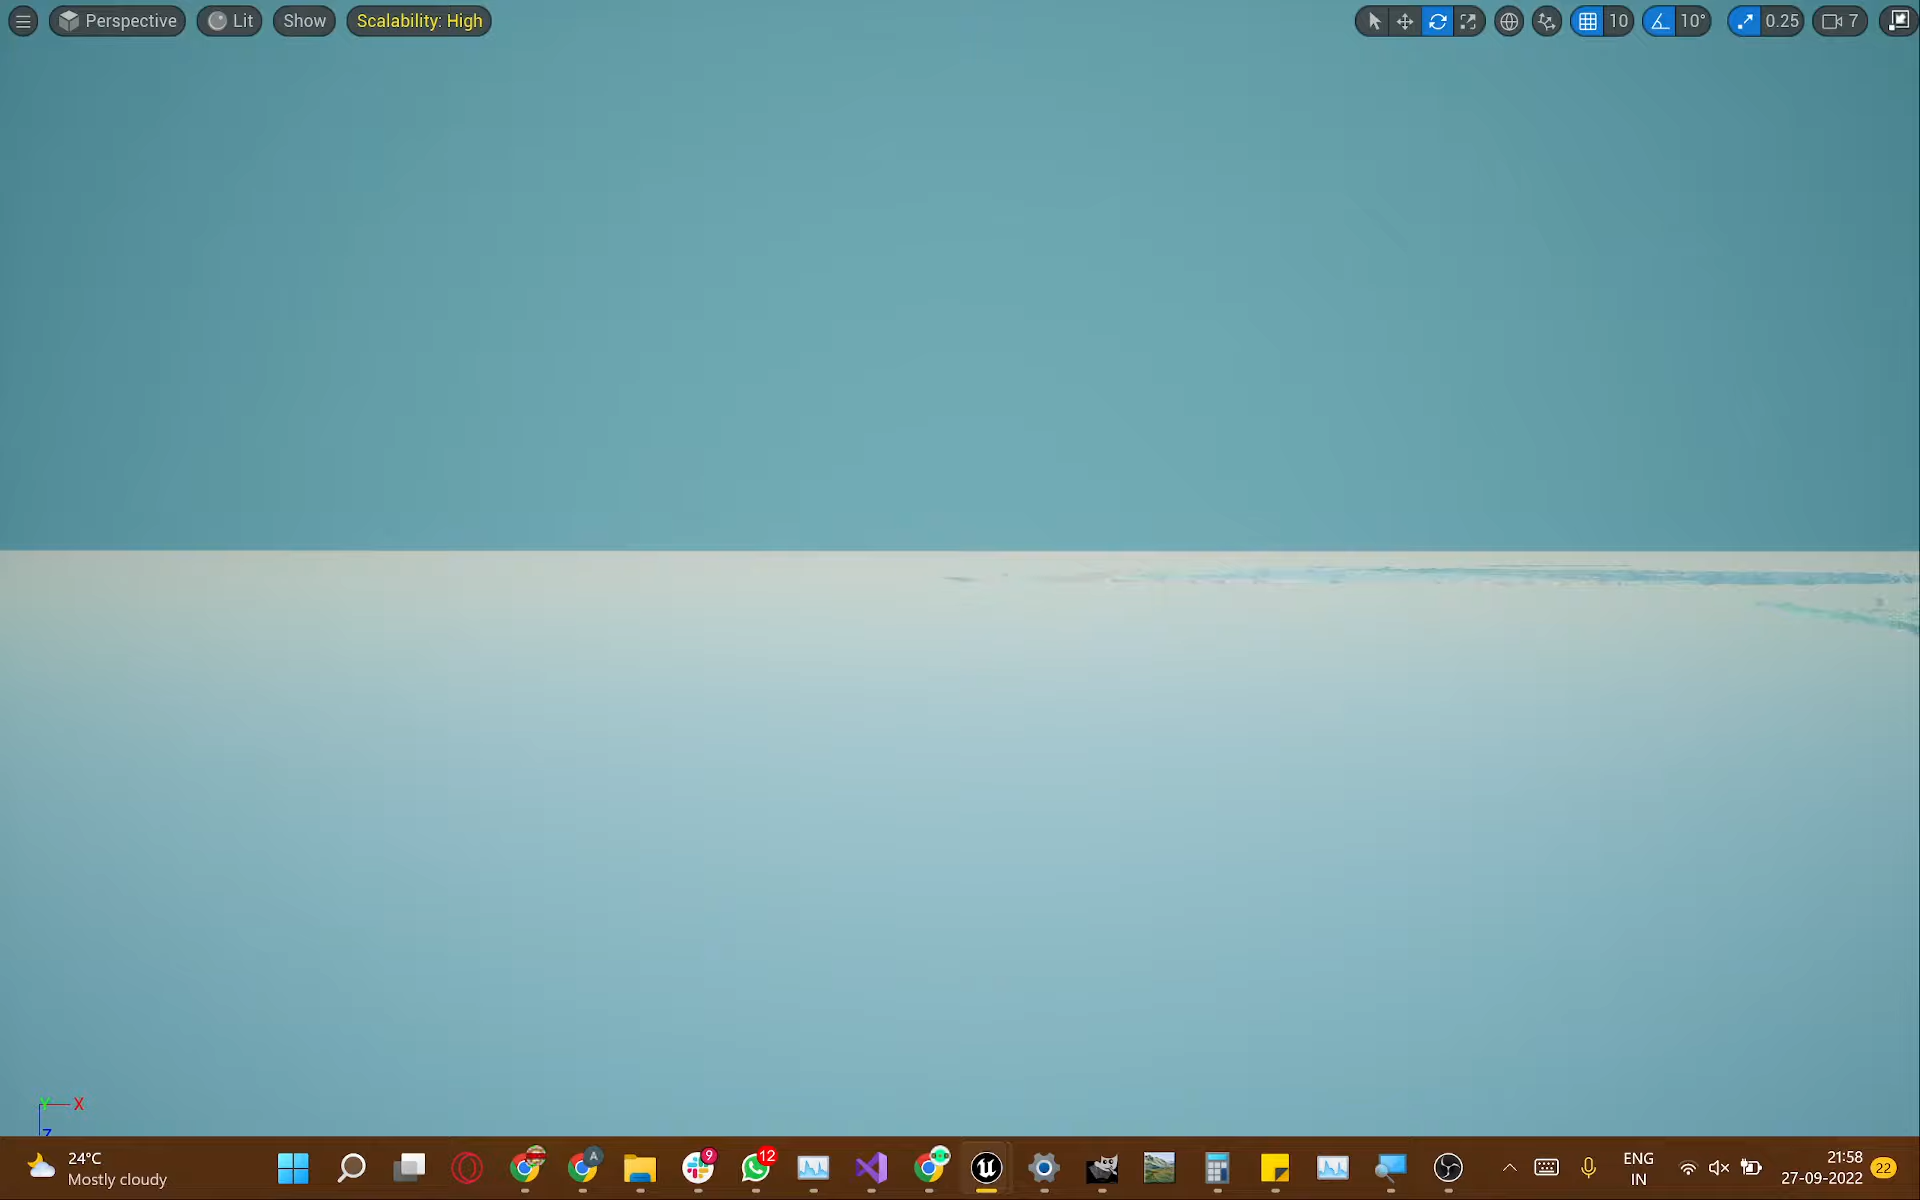 Perspective Lit Show Scalability: High 10 10° 0.25 7
Y X
Z
24°C
Mostly cloudy
A 9 12
ENG
IN
21:58
27-09-2022
22